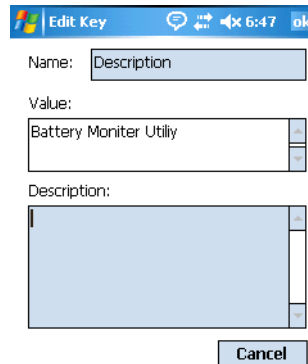 Edit Key 6:47 ok
Name: Description
Value:
Battery Moniter Utiliy
Description:
Cancel